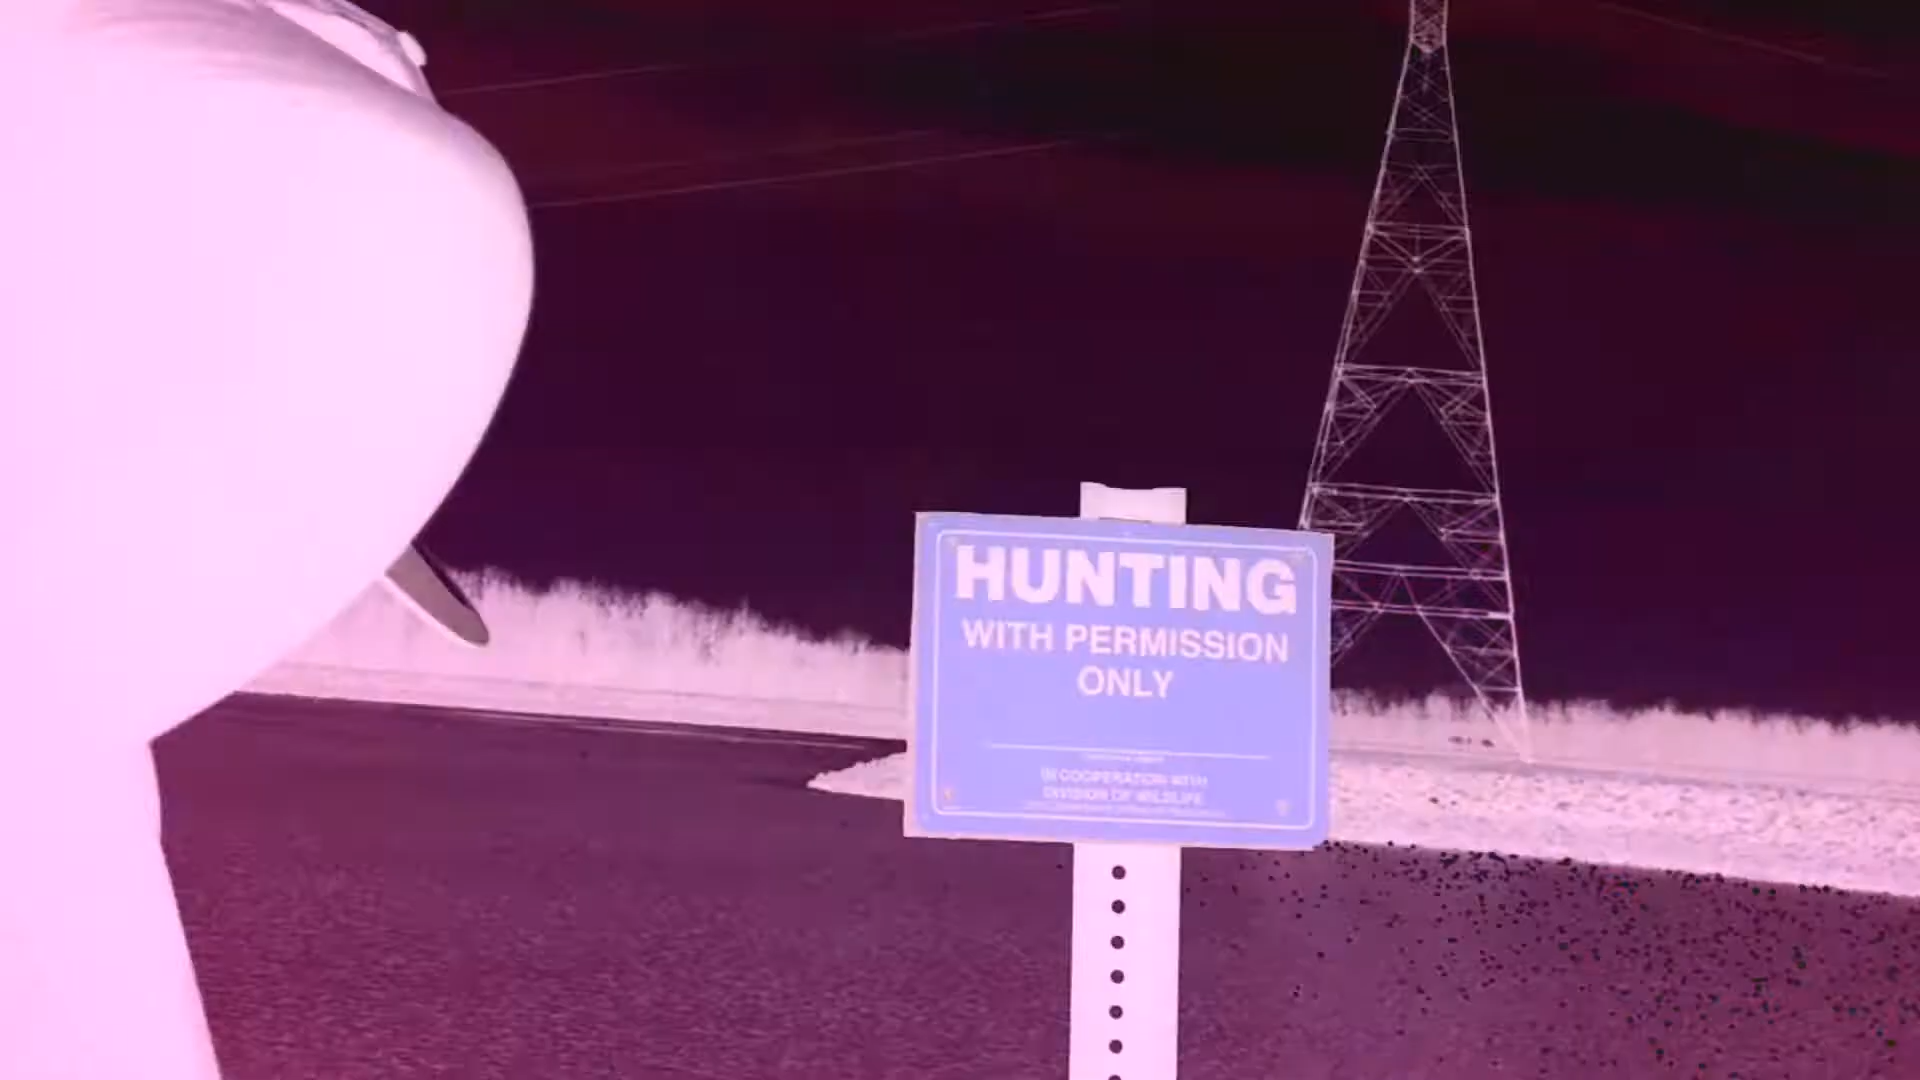 HUNTING
WITH PERMISSION
ONLY
IN COOPERATION WITH
DIVISION OF WILDLIFE